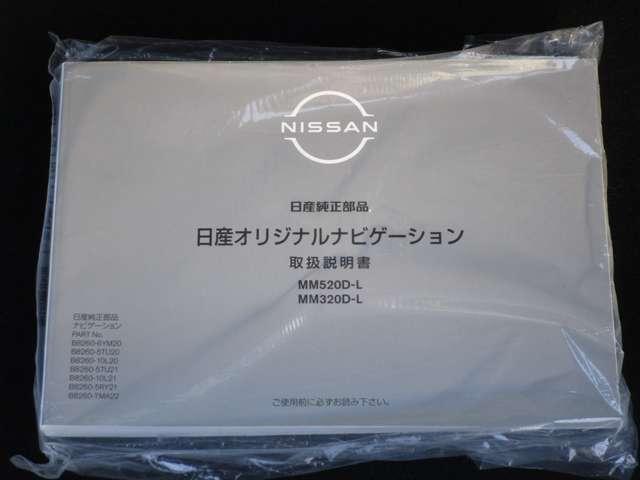 NISSAN
日産純正部品
日産オリジナルナビゲーション
取扱説明書
MM520D-L
MM320D-L
日産純正部品
ナビゲーション
PART No.
B8260-6YM20
B8260-5TU20
B8260-10L20
B8260-5TU21
B8260-10L21
B8260-5RY21
B8260-7MA22
ご使用前に必ずお読み下さい。